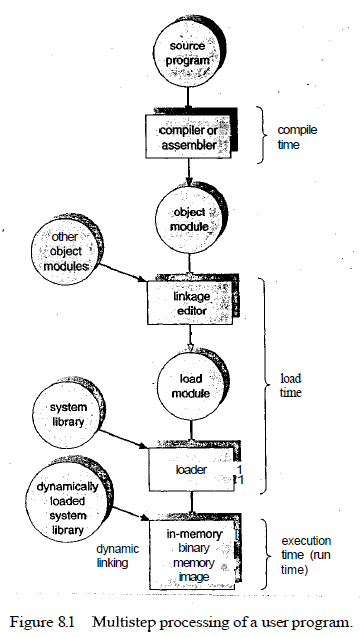 source
program
compiler or
assembler
compile
time
object
module
other
object
modules
linkage
editor
load
module
load
time
system
library
loader
1
1
dynamically
loaded
system
library
dynamic
linking
in-memory
binary
memory
image
execution
time (run
time)
Figure 8.1 Multistep processing of a user program.